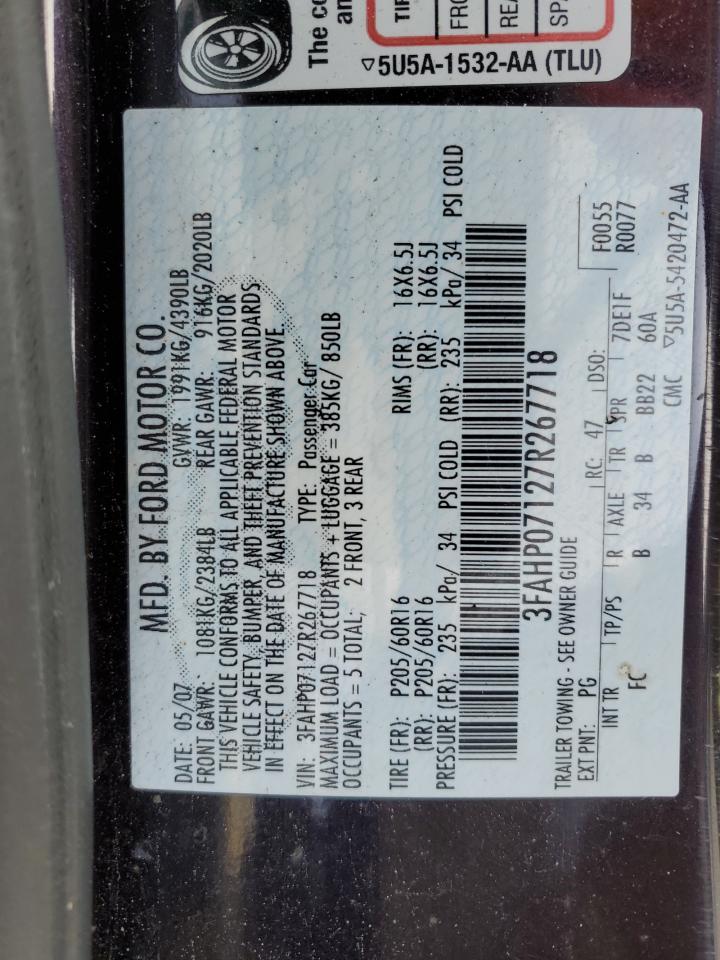 The co
an
TIR
FRO
REA
SPA
▽5U5A-1532-AA (TLU)
MFD. BY FORD MOTOR CO.
DATE: 05/07 GVWR: 1991KG/4390LB
FRONT GAWR: 1081KG/2384LB REAR GAWR: 916KG/2020LB
THIS VEHICLE CONFORMS TO ALL APPLICABLE FEDERAL MOTOR
VEHICLE SAFETY, BUMPER, AND THEFT PREVENTION STANDARDS
IN EFFECT ON THE DATE OF MANUFACTURE SHOWN ABOVE.
VIN: 3FAHP07127R267718 TYPE: Passenger Car
MAXIMUM LOAD = OCCUPANTS + LUGGAGE = 385KG/ 850LB
OCCUPANTS = 5 TOTAL; 2 FRONT, 3 REAR
TIRE (FR): P205/60R16 RIMS (FR): 16X6.5J
(RR): P205/60R16 (RR): 16X6.5J
PRESSURE (FR): 235 kPa/ 34 PSI COLD (RR): 235 kPa/ 34 PSI COLD
3FAHP07127R267718
TRAILER TOWING - SEE OWNER GUIDE
EXT PNT: PG RC: 47 DSO: F0055
R0077
INT TR TP/PS R AXLE TR SPR 7DE1F
FC B 34 B BB22 60A
CMC ▽5U5A-5420472-AA